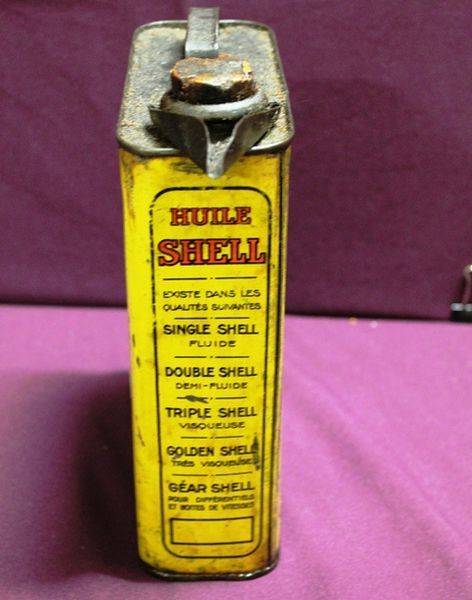 HUILE
SHELL
EXISTE DANS LES
QUALITÉS SUIVANTES
SINGLE SHELL
FLUIDE
DOUBLE SHELL
DEMI-FLUIDE
TRIPLE SHELL
VISQUEUSE
GOLDEN SHELL
TRÈS VISQUEUSE
GÉAR SHELL
POUR DIFFÉRENTIELS
ET BOITES DE VITESSES